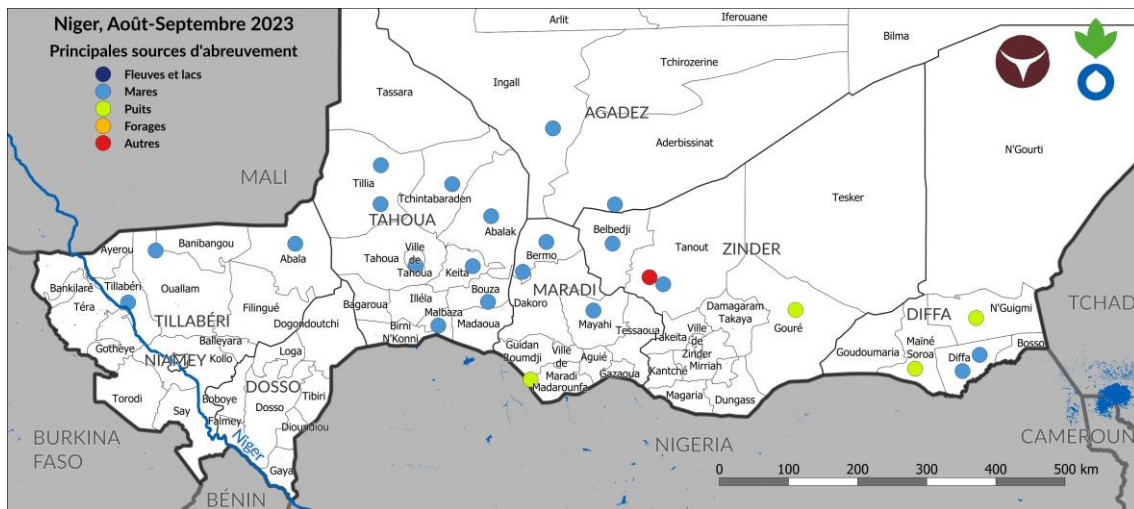 Niger, Août-Septembre 2023
Principales sources d'abreuvement
Fleuves et lacs
Mares
Puits
Forages
Autres
Arlit
Iferouane
Bilma
Tchirozerine
Ingall
Tassara
AGADEZ
Aderbissinat
N'Gourti
MALI
Tillia
Tchintabaraden
Tesker
TAHOUA
Abalak
Belbedji
Tanout
ZINDER
Ayerou
Banibangou
Abala
Bermo
Tahoua
Ville
de
Tahoua
Keita
Bankilaré
Tillabéri
Ouallam
MARADI
Bouza
Dakoro
Téra
Filingué
Bagaroua
Illéla
Malbaza
Madaoua
Mayahi
Tessaoua
Damagaram
Takaya
Gouré
N'Guigmi
DIFFA
TCHAD
TILLABÉRI
Dogondoutchi
Birni
N'Konni
Takeita
Ville
de
Zinder
Mirriah
Goudoumaria
Maïné
Soroa
Diffa
Bosso
Gotheye
Balleyara
NIAMEY
Kollo
Loga
Guidan
Roumdji
Ville
de
Maradi
Madarounfa
Aguié
Gazaoua
Kantché
Magaria
Dungass
Torodi
Say
Boboye
DOSSO
Dosso
Tibiri
Falmey
Dioundiou
Niger
Gaya
BURKINA
FASO
BÉNIN
NIGERIA
CAMEROUN
0 100 200 300 400 500 km